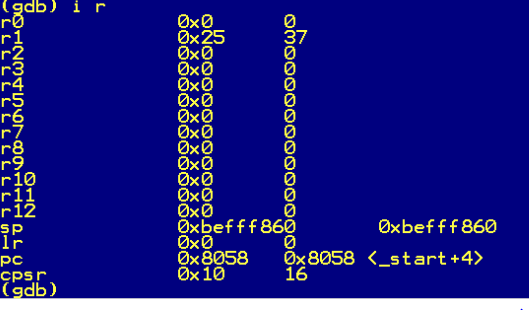 (gdb) i r
r0 0x0 0
r1 0x25 37
r2 0x0 0
r3 0x0 0
r4 0x0 0
r5 0x0 0
r6 0x0 0
r7 0x0 0
r8 0x0 0
r9 0x0 0
r10 0x0 0
r11 0x0 0
r12 0x0 0
sp 0xbefff860 0xbefff860
lr 0x0 0
pc 0x8058 0x8058 <_start+4>
cpsr 0x10 16
(gdb)